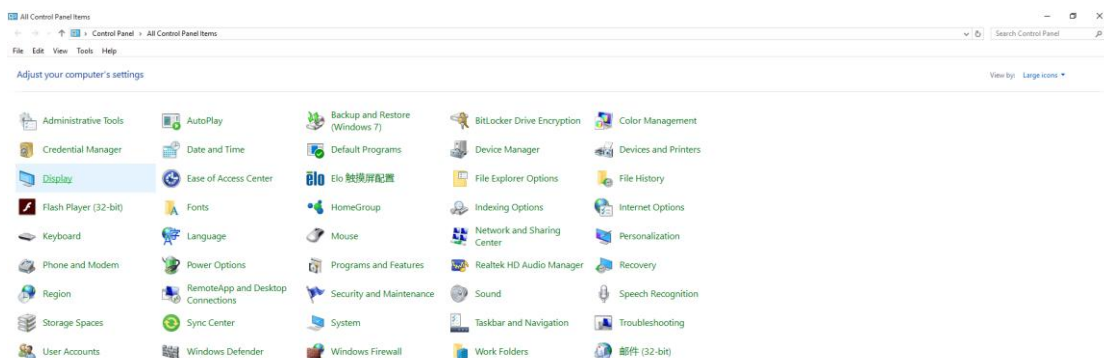 All Control Panel Items
Control Panel › All Control Panel Items
Search Control Panel
File Edit View Tools Help
Adjust your computer's settings
View by: Large icons
Administrative Tools
AutoPlay
Backup and Restore
(Windows 7)
BitLocker Drive Encryption
Color Management
Credential Manager
Date and Time
Default Programs
Device Manager
Devices and Printers
Display
Ease of Access Center
elo
Elo 触摸屏配置
File Explorer Options
File History
Flash Player (32-bit)
Fonts
HomeGroup
Indexing Options
Internet Options
Keyboard
Language
Mouse
Network and Sharing
Center
Personalization
Phone and Modem
Power Options
Programs and Features
Realtek HD Audio Manager
Recovery
Region
RemoteApp and Desktop
Connections
Security and Maintenance
Sound
Speech Recognition
Storage Spaces
Sync Center
System
Taskbar and Navigation
Troubleshooting
User Accounts
Windows Defender
Windows Firewall
Work Folders
邮件 (32-bit)